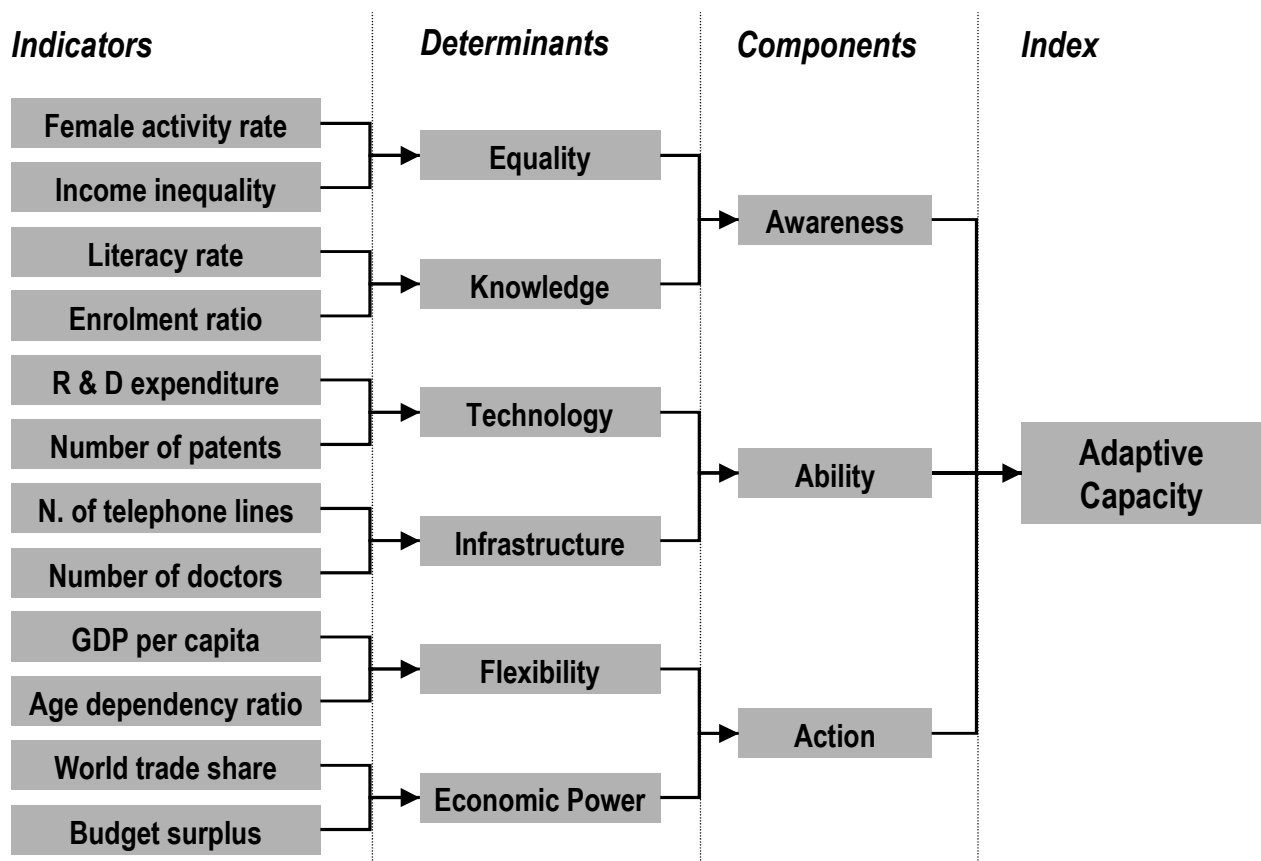 Indicators
Determinants
Components
Index
Female activity rate
Income inequality
Literacy rate
Enrolment ratio
R & D expenditure
Number of patents
N. of telephone lines
Number of doctors
GDP per capita
Age dependency ratio
World trade share
Budget surplus
Equality
Knowledge
Technology
Infrastructure
Flexibility
Economic Power
Awareness
Ability
Action
Adaptive
Capacity